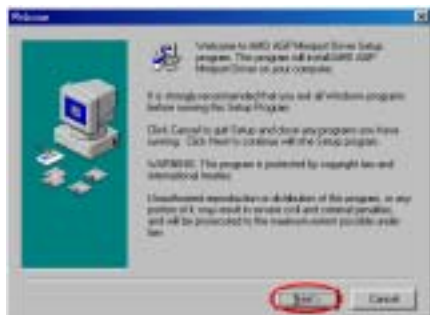 Welcome
Welcome to AMD AGP Miniport Driver Setup
program. This program will install AMD AGP
Miniport Driver on your computer.
It is strongly recommended that you exit all Windows programs
before running this Setup Program.
Click Cancel to quit Setup and close any programs you have
running. Click Next to continue with the Setup program.
WARNING: This program is protected by copyright law and
international treaties.
Unauthorized reproduction or distribution of this program, or any
portion of it, may result in severe civil and criminal penalties,
and will be prosecuted to the maximum extent possible under
law.
Next
Cancel